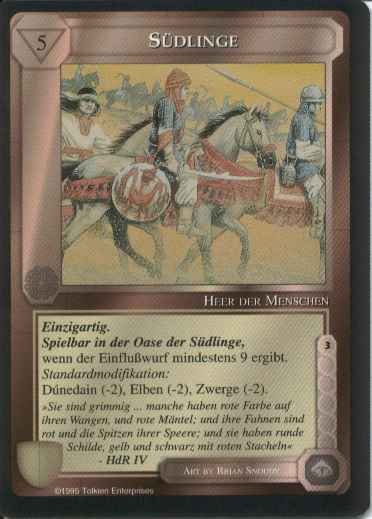 5
SÜDLINGE
HEER DER MENSCHEN
Einzigartig.
Spielbar in der Oase der Südlinge,
wenn der Einflußwurf mindestens 9 ergibt.
Standardmodifikation:
Dúnedain (-2), Elben (-2), Zwerge (-2).
»Sie sind grimmig ... manche haben rote Farbe auf
ihren Wangen, und rote Mäntel; und ihre Fahnen sind
rot und die Spitzen ihrer Speere; und sie haben runde
Schilde, gelb und schwarz mit roten Stacheln«
- HdR IV
3
ART BY BRIAN SNODDY
©1995 Tolkien Enterprises